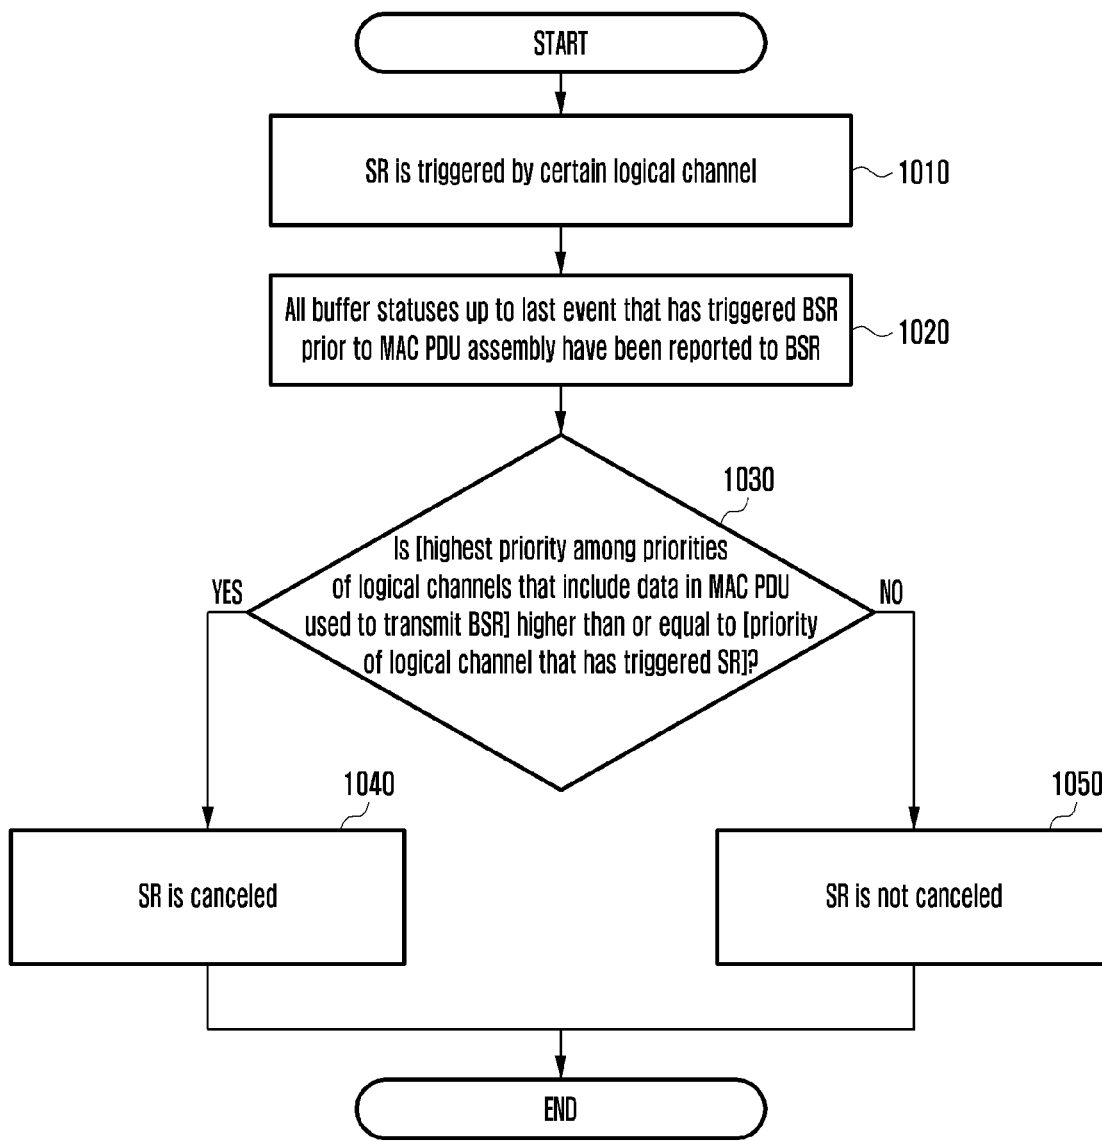 START
SR is triggered by certain logical channel
1010
All buffer statuses up to last event that has triggered BSR
prior to MAC PDU assembly have been reported to BSR
1020
1030
Is [highest priority among priorities
of logical channels that include data in MAC PDU
used to transmit BSR] higher than or equal to [priority
of logical channel that has triggered SR]?
YES
NO
1040
SR is canceled
1050
SR is not canceled
END